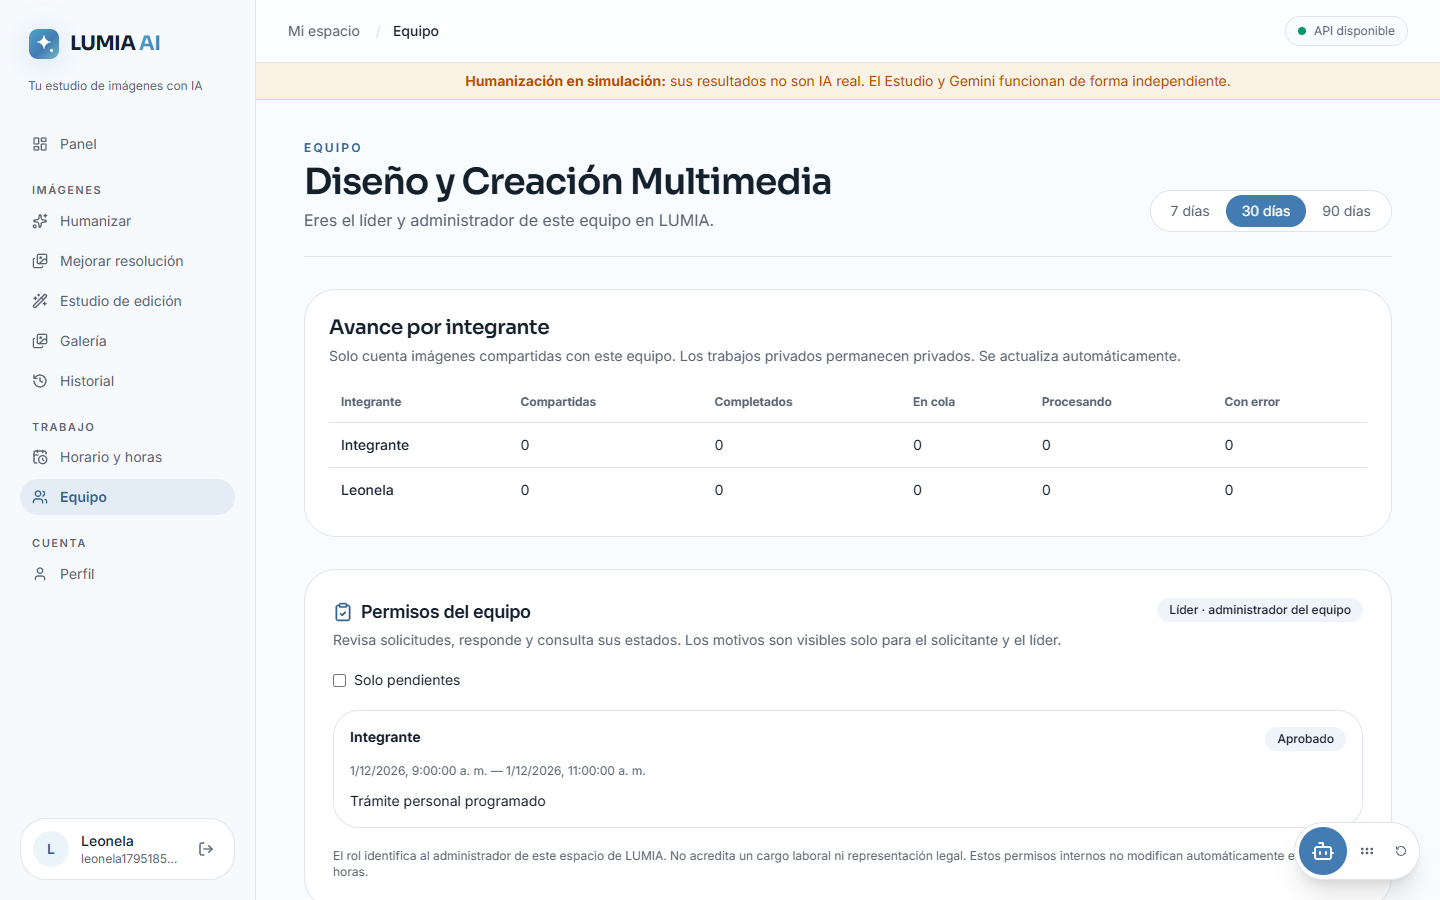 LUMIA AI
Tu estudio de imágenes con IA
Panel
IMÁGENES
Humanizar
Mejorar resolución
Estudio de edición
Galería
Historial
TRABAJO
Horario y horas
Equipo
CUENTA
Perfil
L
Leonela
leonela1795185...
Mi espacio / Equipo
API disponible
Humanización en simulación: sus resultados no son IA real. El Estudio y Gemini funcionan de forma independiente.
EQUIPO
Diseño y Creación Multimedia
Eres el líder y administrador de este equipo en LUMIA.
7 días 30 días 90 días
Avance por integrante
Solo cuenta imágenes compartidas con este equipo. Los trabajos privados permanecen privados. Se actualiza automáticamente.
Integrante Compartidas Completados En cola Procesando Con error
Integrante 0 0 0 0 0
Leonela 0 0 0 0 0
Permisos del equipo
Líder · administrador del equipo
Revisa solicitudes, responde y consulta sus estados. Los motivos son visibles solo para el solicitante y el líder.
Solo pendientes
Integrante
Aprobado
1/12/2026, 9:00:00 a. m. — 1/12/2026, 11:00:00 a. m.
Trámite personal programado
El rol identifica al administrador de este espacio de LUMIA. No acredita un cargo laboral ni representación legal. Estos permisos internos no modifican automáticamente
horas.